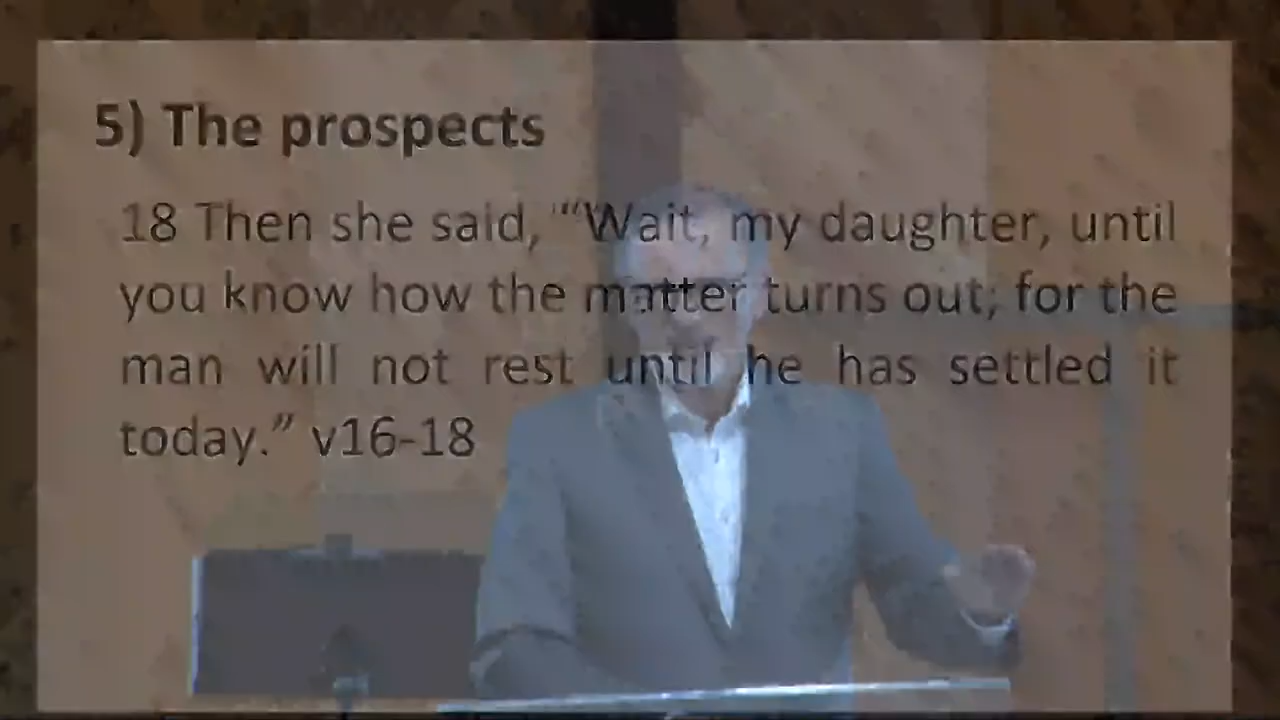 5) The prospects
18 Then she said, “Wait, my daughter, until
you know how the matter turns out; for the
man will not rest until he has settled it
today.” v16-18